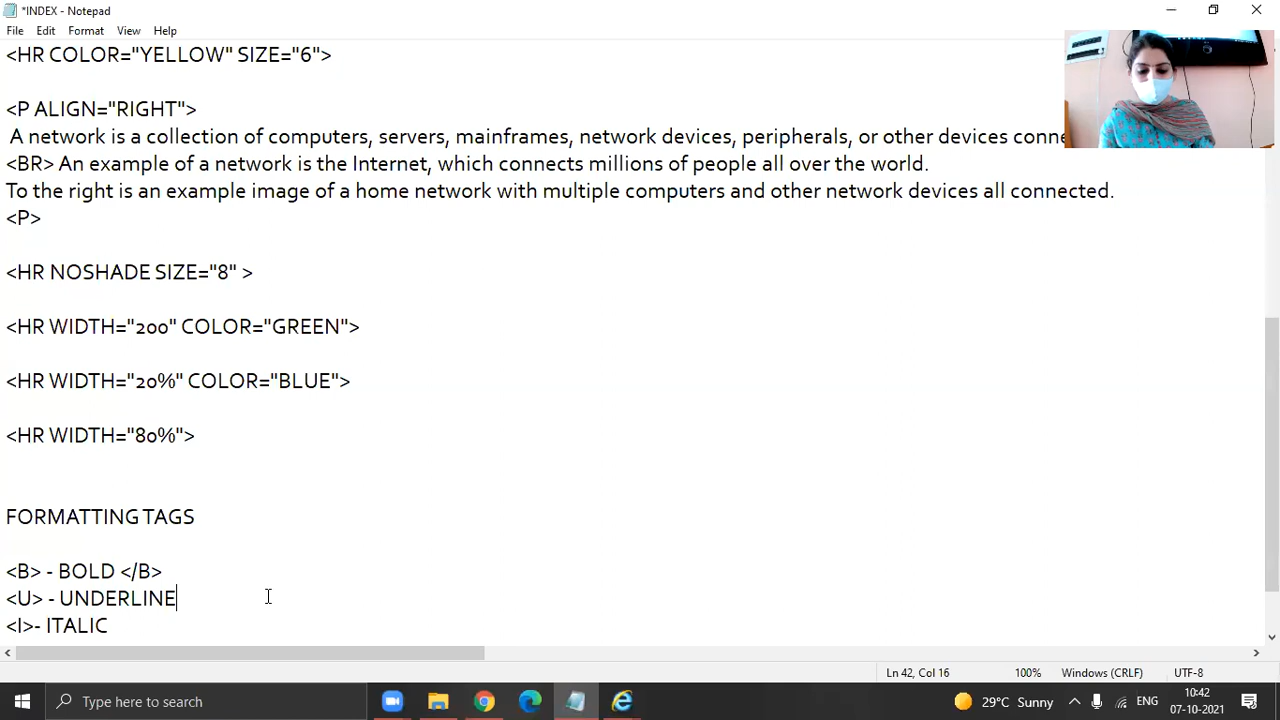 *INDEX - Notepad
File Edit Format View Help
<HR COLOR="YELLOW" SIZE="6">
<P ALIGN="RIGHT">
A network is a collection of computers, servers, mainframes, network devices, peripherals, or other devices
<BR> An example of a network is the Internet, which connects millions of people all over the world.
To the right is an example image of a home network with multiple computers and other network devices all connected.
<P>
<HR NOSHADE SIZE="8" >
<HR WIDTH="200" COLOR="GREEN">
<HR WIDTH="20%" COLOR="BLUE">
<HR WIDTH="80%">
FORMATTING TAGS
<B> - BOLD </B>
<U> - UNDERLINE
<I>- ITALIC
Ln 42, Col 16 100% Windows (CRLF) UTF-8
Type here to search
29°C Sunny ENG
10:42
07-10-2021